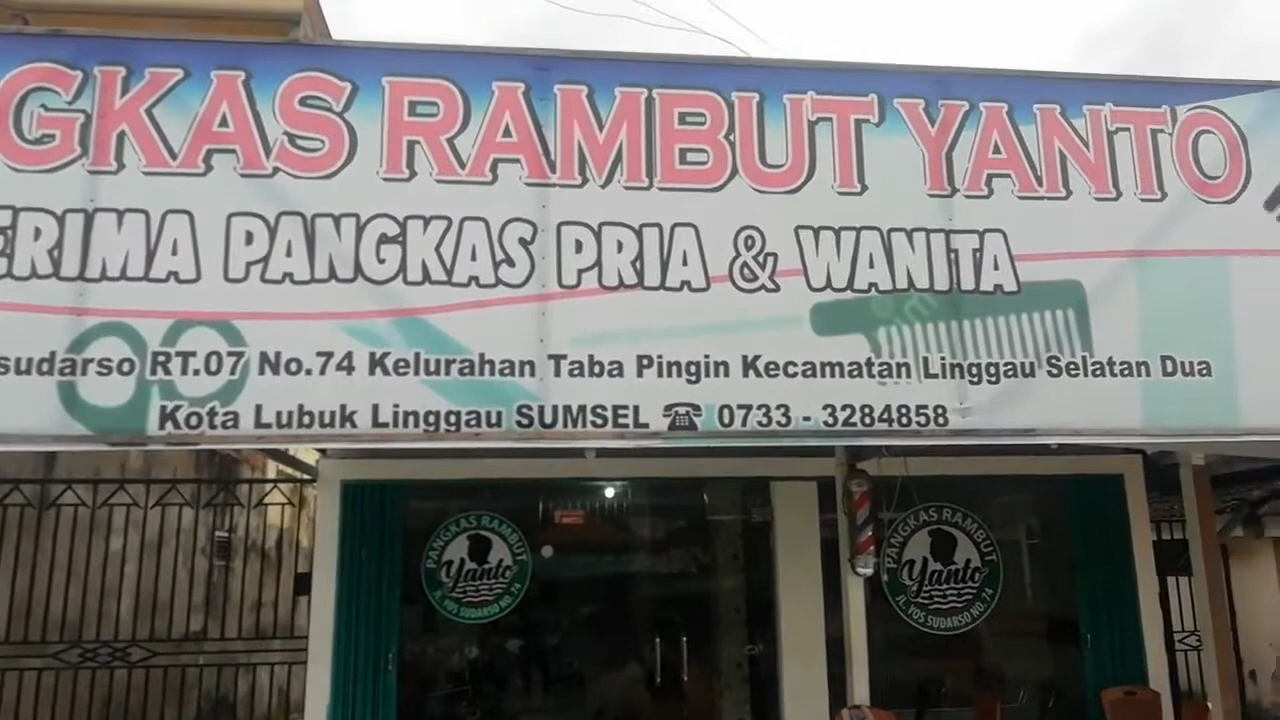 GKAS RAMBUT YANTO
ERIMA PANGKAS PRIA & WANITA
sudarso RT.07 No.74 Kelurahan Taba Pingin Kecamatan Linggau Selatan Dua
Kota Lubuk Linggau SUMSEL ☎ 0733 - 3284858
PANGKAS RAMBUT
Yanto
JL. YOS SUDARSO NO. 74
PANGKAS RAMBUT
Yanto
JL. YOS SUDARSO NO. 74